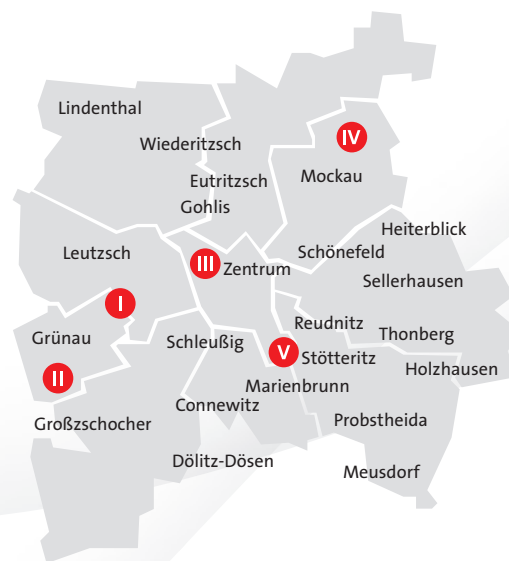 Lindenthal
IV
Wiederitzsch
Mockau
Eutritzsch
Gohlis
Heiterblick
Leutzsch
Schönefeld
III
Zentrum
Sellerhausen
I
Reudnitz
Grünau
Schleußig
Thonberg
V
Stötteritz
Holzhausen
II
Marienbrunn
Connewitz
Großzschocher
Probstheida
Dölitz-Dösen
Meusdorf